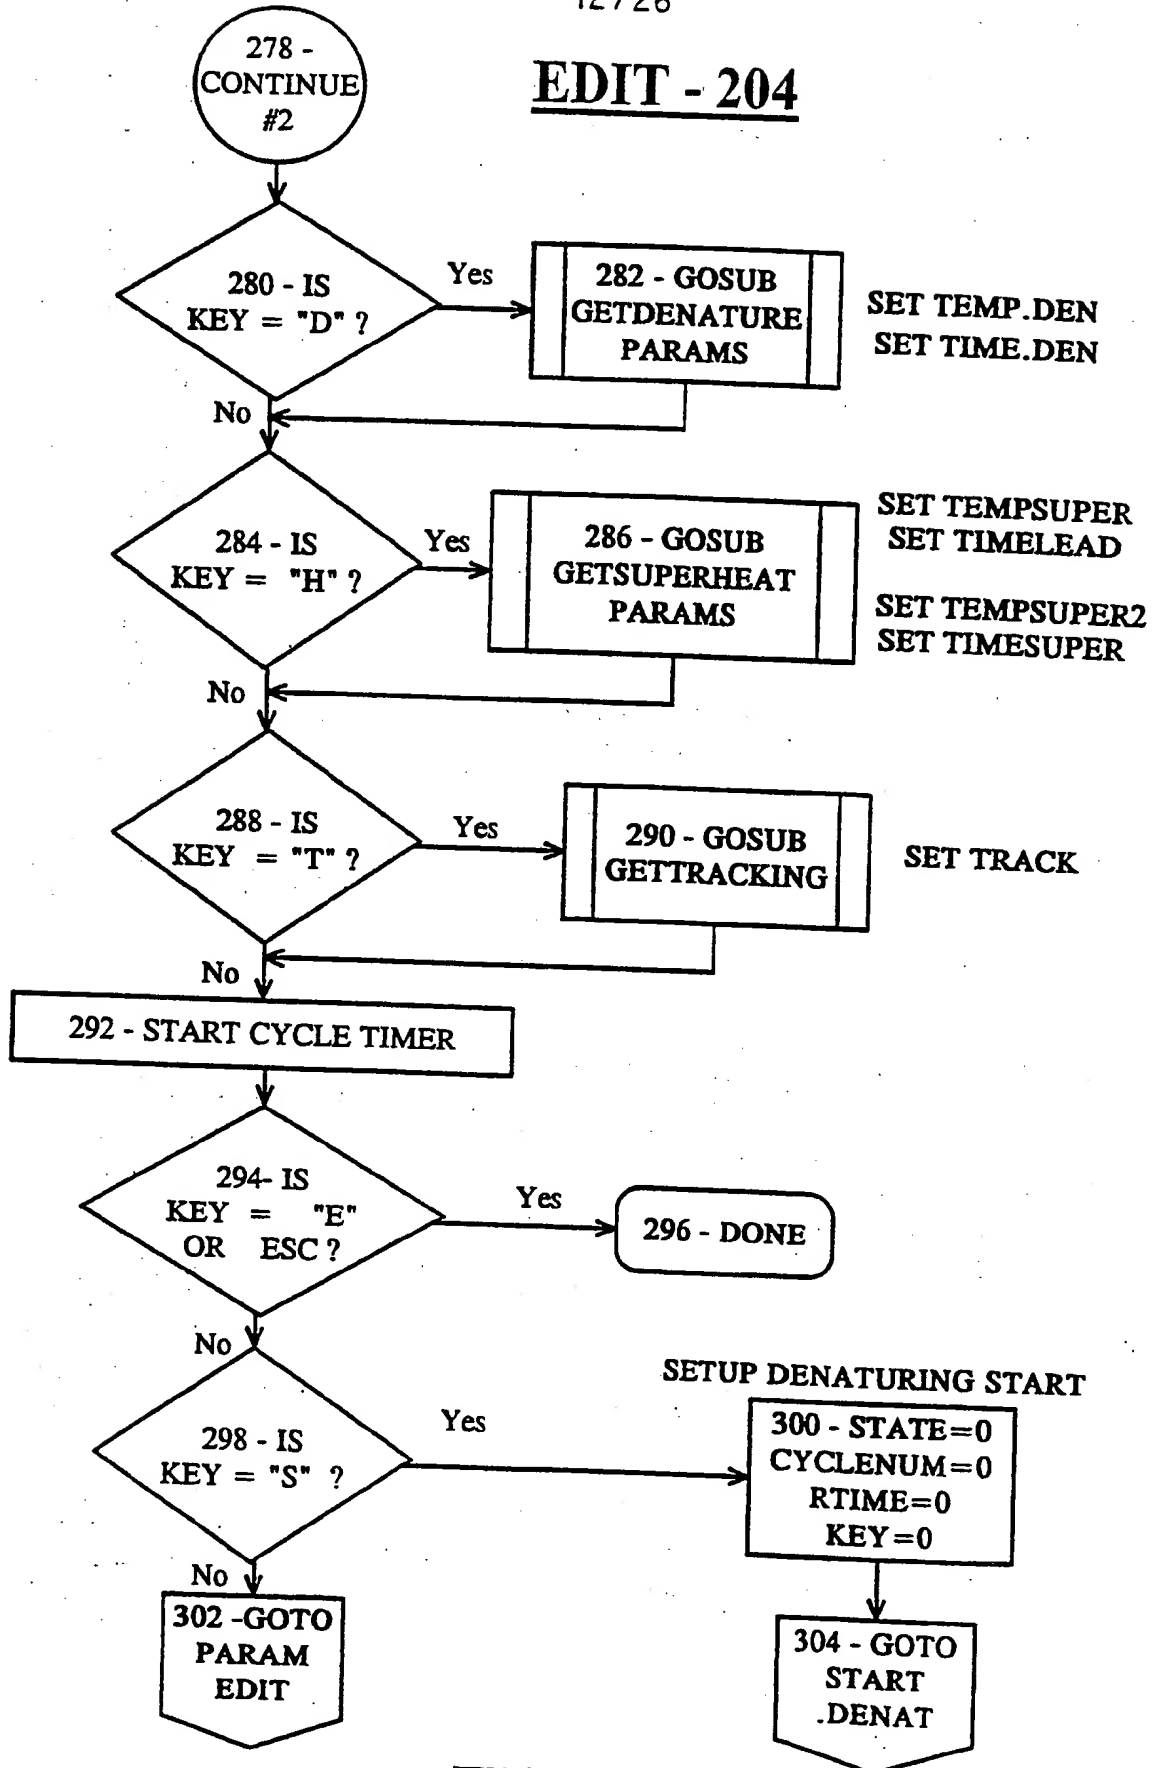 12/26
278 -
CONTINUE
#2
EDIT - 204
280 - IS
KEY = "D" ?
Yes
282 - GOSUB
GETDENATURE
PARAMS
SET TEMP.DEN
SET TIME.DEN
No
284 - IS
KEY = "H" ?
Yes
286 - GOSUB
GETSUPERHEAT
PARAMS
SET TEMPSUPER
SET TIMELEAD
SET TEMPSUPER2
SET TIMESUPER
No
288 - IS
KEY = "T" ?
Yes
290 - GOSUB
GETTRACKING
SET TRACK
No
292 - START CYCLE TIMER
294- IS
KEY = "E"
OR ESC ?
Yes
296 - DONE
No
298 - IS
KEY = "S" ?
Yes
SETUP DENATURING START
300 - STATE=0
CYCLENUM=0
RTIME=0
KEY=0
No
302 -GOTO
PARAM
EDIT
304 - GOTO
START
.DENAT